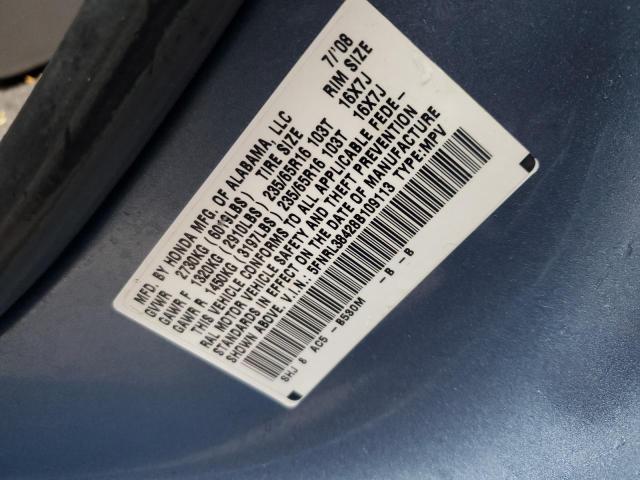 MFD. BY HONDA MFG. OF ALABAMA, LLC 7/'08
GVWR 2730KG (6019LBS) TIRE SIZE RIM SIZE
GAWR F 1320KG (2910LBS) 235/65R16 103T 16X7J
GAWR R 1450KG (3197LBS) 235/65R16 103T 16X7J
THIS VEHICLE CONFORMS TO ALL APPLICABLE FEDE-
RAL MOTOR VEHICLE SAFETY AND THEFT PREVENTION
STANDARDS IN EFFECT ON THE DATE OF MANUFACTURE
SHOWN ABOVE. V.I.N.: 5FNRL38428B109113 TYPE:MPV
SHJ 8 AC5 - B530M - B - B